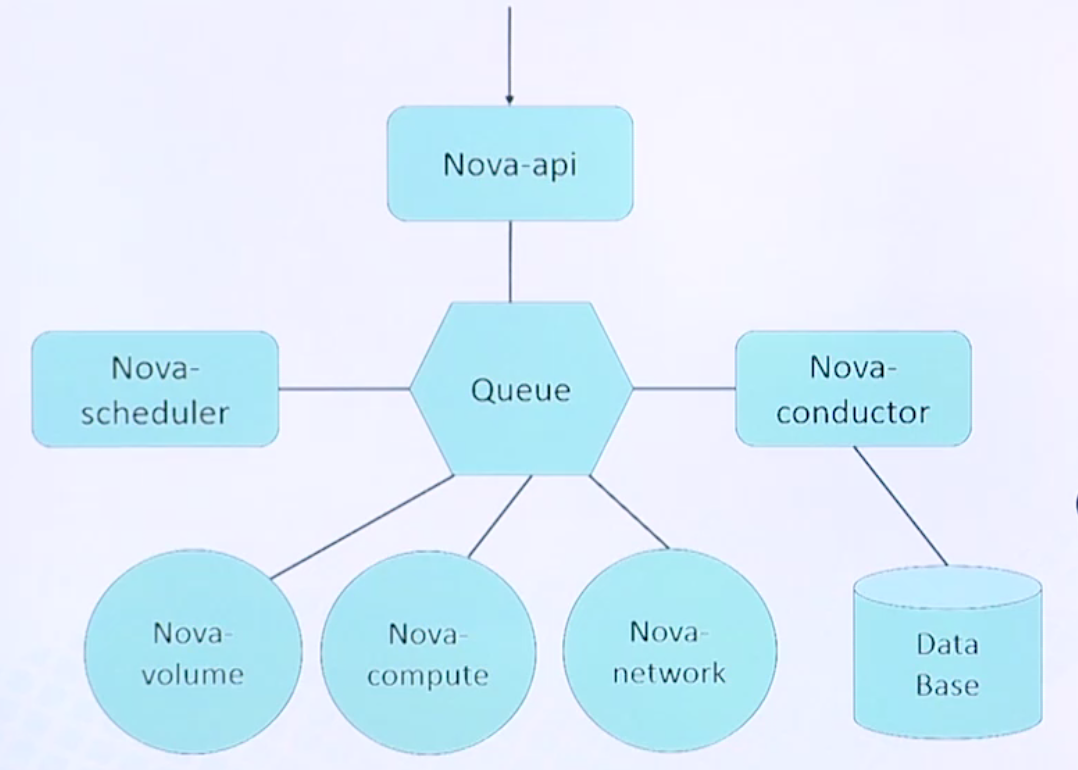 Nova-api
Nova-
scheduler
Queue
Nova-
conductor
Nova-
volume
Nova-
compute
Nova-
network
Data
Base